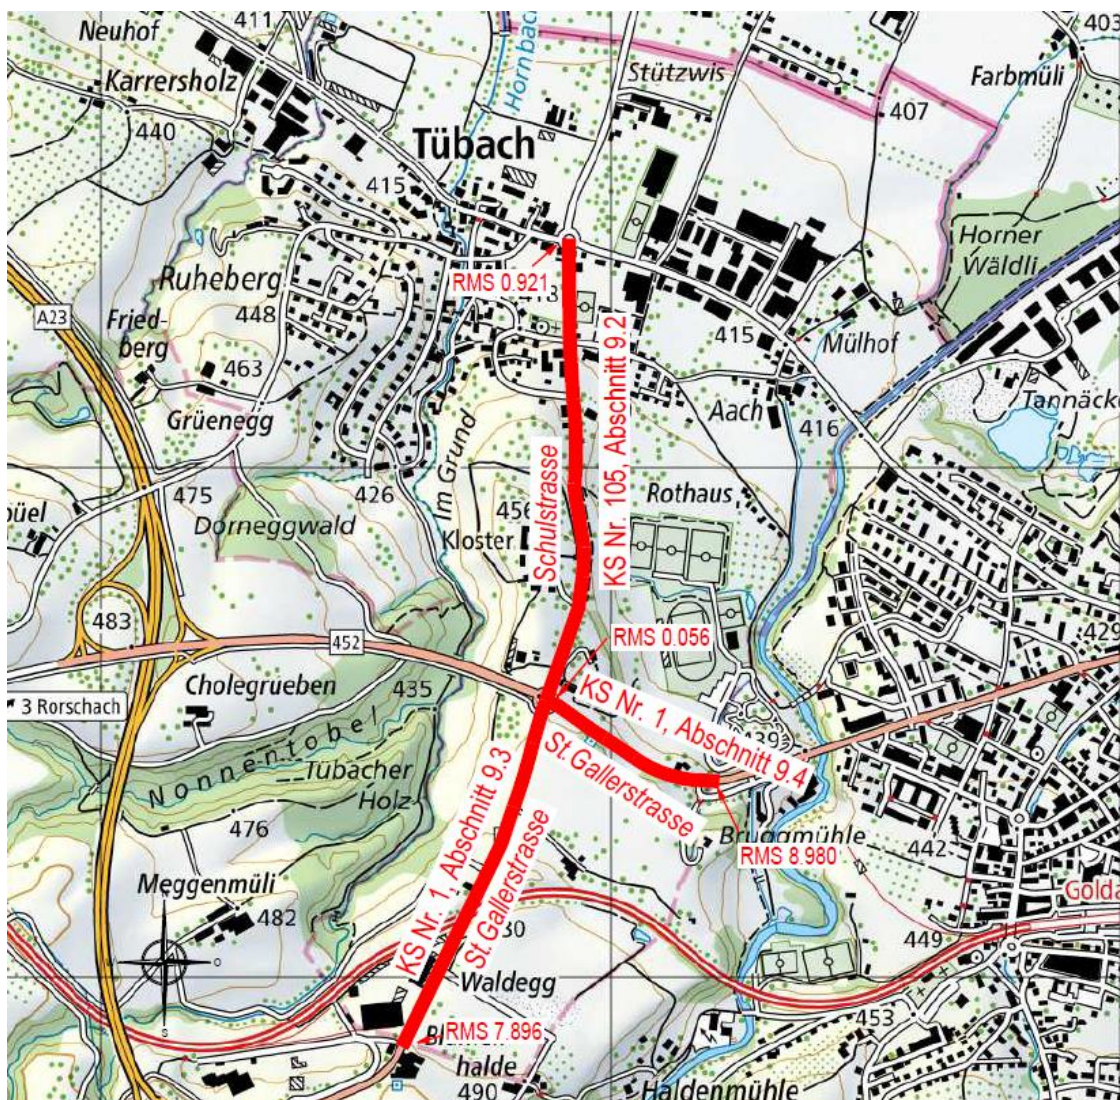 Neuhof
411
Hornbach
403
Karrersholz
Stützwis
Farbmüli
440
407
Tübach
415
Horner
Wäldli
Ruheberg
RMS 0.921
A23
448
Fried-
berg
415
Mülhof
463
KS Nr. 105, Abschnitt 9.2
Grüenegg
Aach
416
Im Grund
Schulstrasse
475
426
Rothaus
Dorneggwald
Kloster
483
452
RMS 0.056
Cholegrueben
435
KS Nr. 1, Abschnitt 9.4
3 Rorschach
Nonnentobel
Tübacher
Holz
KS Nr. 1, Abschnitt 9.3
St.Gallerstrasse
St.Gallerstrasse
476
Bruggmühle
RMS 8.980
442
Meggenmüli
482
449
O
S
Waldegg
453
RMS 7.896
halde
490
Haldenmühle